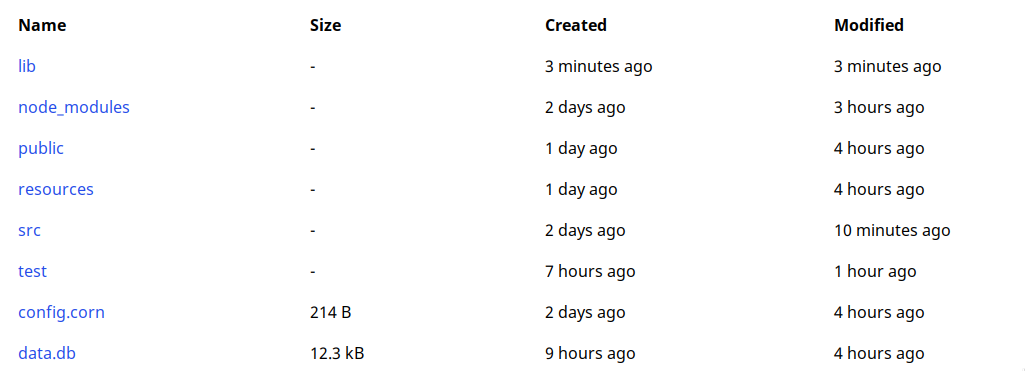 Name Size Created Modified
lib - 3 minutes ago 3 minutes ago
node_modules - 2 days ago 3 hours ago
public - 1 day ago 4 hours ago
resources - 1 day ago 4 hours ago
src - 2 days ago 10 minutes ago
test - 7 hours ago 1 hour ago
config.corn 214 B 2 days ago 4 hours ago
data.db 12.3 kB 9 hours ago 4 hours ago